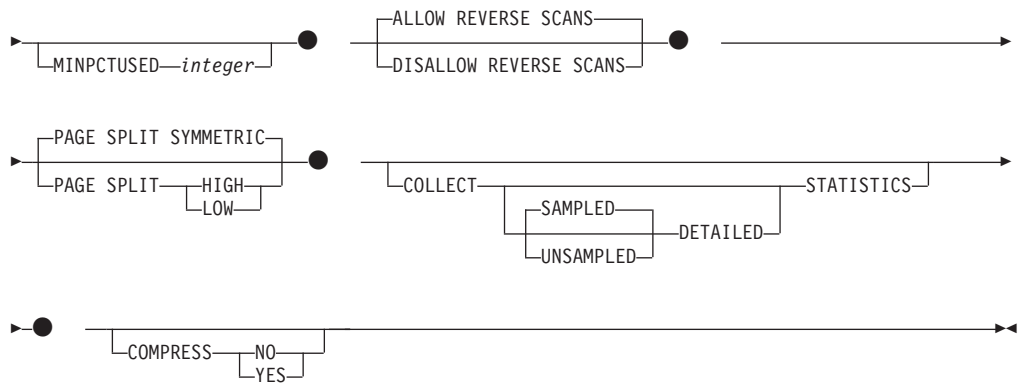 ALLOW REVERSE SCANS
MINPCTUSED integer
DISALLOW REVERSE SCANS
PAGE SPLIT SYMMETRIC
PAGE SPLIT HIGH
LOW
COLLECT STATISTICS
SAMPLED
DETAILED
UNSAMPLED
COMPRESS NO
YES